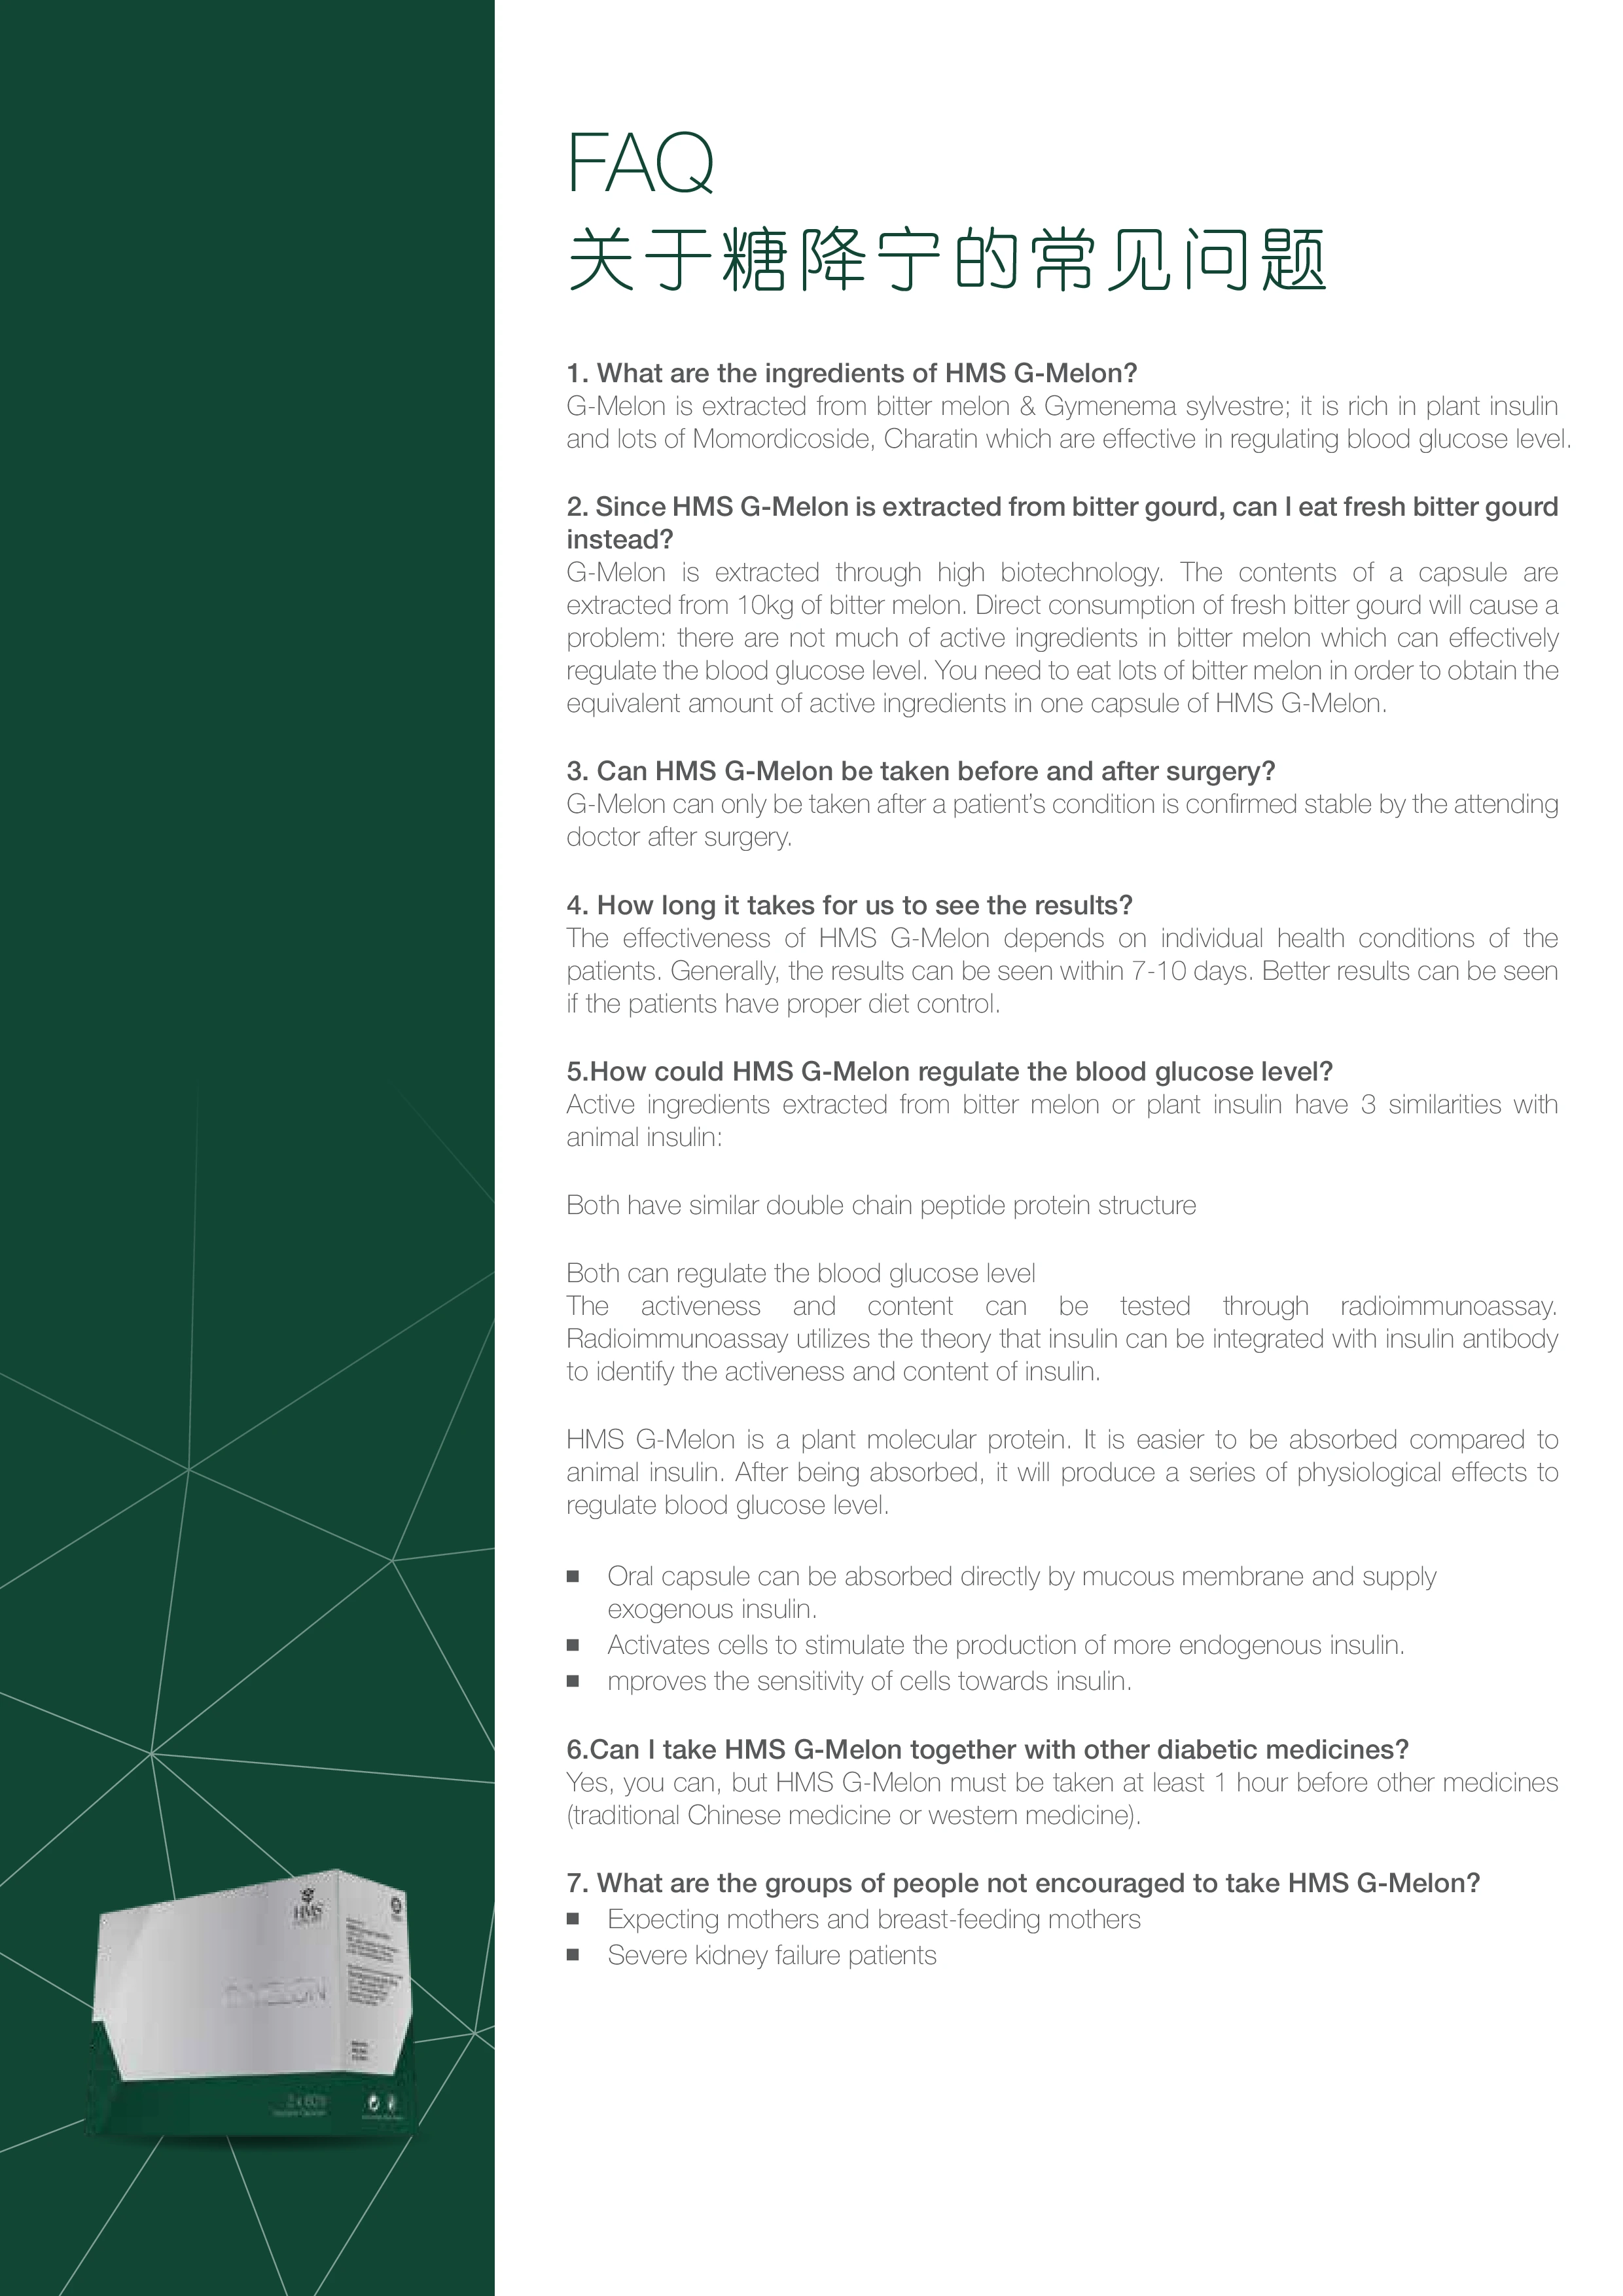 FAQ
关于糖降宁的常见问题
1. What are the ingredients of HMS G-Melon?
G-Melon is extracted from bitter melon & Gymenema sylvestre; it is rich in plant insulin
and lots of Momordicoside, Charatin which are effective in regulating blood glucose level.
2. Since HMS G-Melon is extracted from bitter gourd, can I eat fresh bitter gourd
instead?
G-Melon is extracted through high biotechnology. The contents of a capsule are
extracted from 10kg of bitter melon. Direct consumption of fresh bitter gourd will cause a
problem: there are not much of active ingredients in bitter melon which can effectively
regulate the blood glucose level. You need to eat lots of bitter melon in order to obtain the
equivalent amount of active ingredients in one capsule of HMS G-Melon.
3. Can HMS G-Melon be taken before and after surgery?
G-Melon can only be taken after a patient's condition is confirmed stable by the attending
doctor after surgery.
4. How long it takes for us to see the results?
The effectiveness of HMS G-Melon depends on individual health conditions of the
patients. Generally, the results can be seen within 7-10 days. Better results can be seen
if the patients have proper diet control.
5.How could HMS G-Melon regulate the blood glucose level?
Active ingredients extracted from bitter melon or plant insulin have 3 similarities with
animal insulin:
Both have similar double chain peptide protein structure
Both can regulate the blood glucose level
The activeness and content can be tested through radioimmunoassay.
Radioimmunoassay utilizes the theory that insulin can be integrated with insulin antibody
to identify the activeness and content of insulin.
HMS G-Melon is a plant molecular protein. It is easier to be absorbed compared to
animal insulin. After being absorbed, it will produce a series of physiological effects to
regulate blood glucose level.
■ Oral capsule can be absorbed directly by mucous membrane and supply
exogenous insulin.
■ Activates cells to stimulate the production of more endogenous insulin.
■ mproves the sensitivity of cells towards insulin.
6.Can I take HMS G-Melon together with other diabetic medicines?
Yes, you can, but HMS G-Melon must be taken at least 1 hour before other medicines
(traditional Chinese medicine or western medicine).
7. What are the groups of people not encouraged to take HMS G-Melon?
■ Expecting mothers and breast-feeding mothers
■ Severe kidney failure patients
HMS